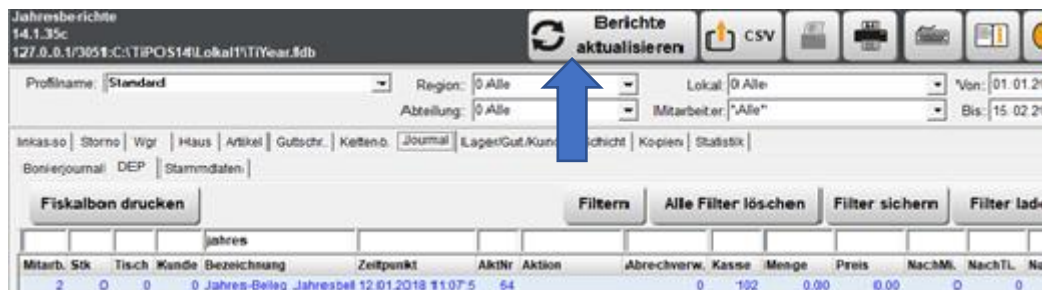 Jahresberichte
14.1.35c
127.0.0.1/3051:C:\TiPOS14\Lokal1\TiYear.fdb
Berichte aktualisieren
CSV
Profilname: Standard Region: 0 Alle Lokal: 0 Alle Von: 01.01.2
Abteilung: 0 Alle Mitarbeiter: "Alle" Bis: 15.02.2
Inkasso Storno Wgr Haus Artikel Gutschr. Kettenb. Journal Lager/Gut./Kun Schicht Kopien Statistik
Bonierjournal DEP Stammdaten
Fiskalbon drucken Filtern Alle Filter löschen Filter sichern Filter lad
jahres
Mitarb. Stk Tisch Kunde Bezeichnung Zeitpunkt AktNr Aktion Abrechverw. Kasse Menge Preis NachMi. NachTi. Na
2 0 0 0 Jahres-Beleg Jahresbel 12.01.2018 11:07:5 64 0 102 0.00 0.00 0 0